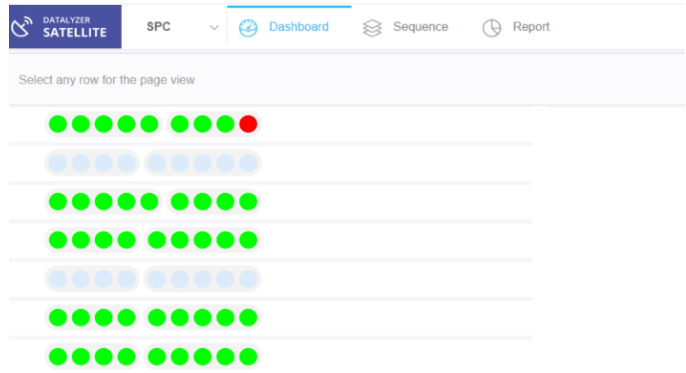 DATALYZER
SATELLITE
SPC
Dashboard
Sequence
Report
Select any row for the page view